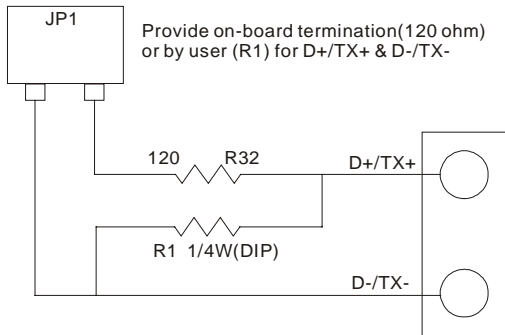 JP1
Provide on-board termination(120 ohm)
or by user (R1) for D+/TX+ & D-/TX-
120 R32
D+/TX+
R1 1/4W(DIP)
D-/TX-